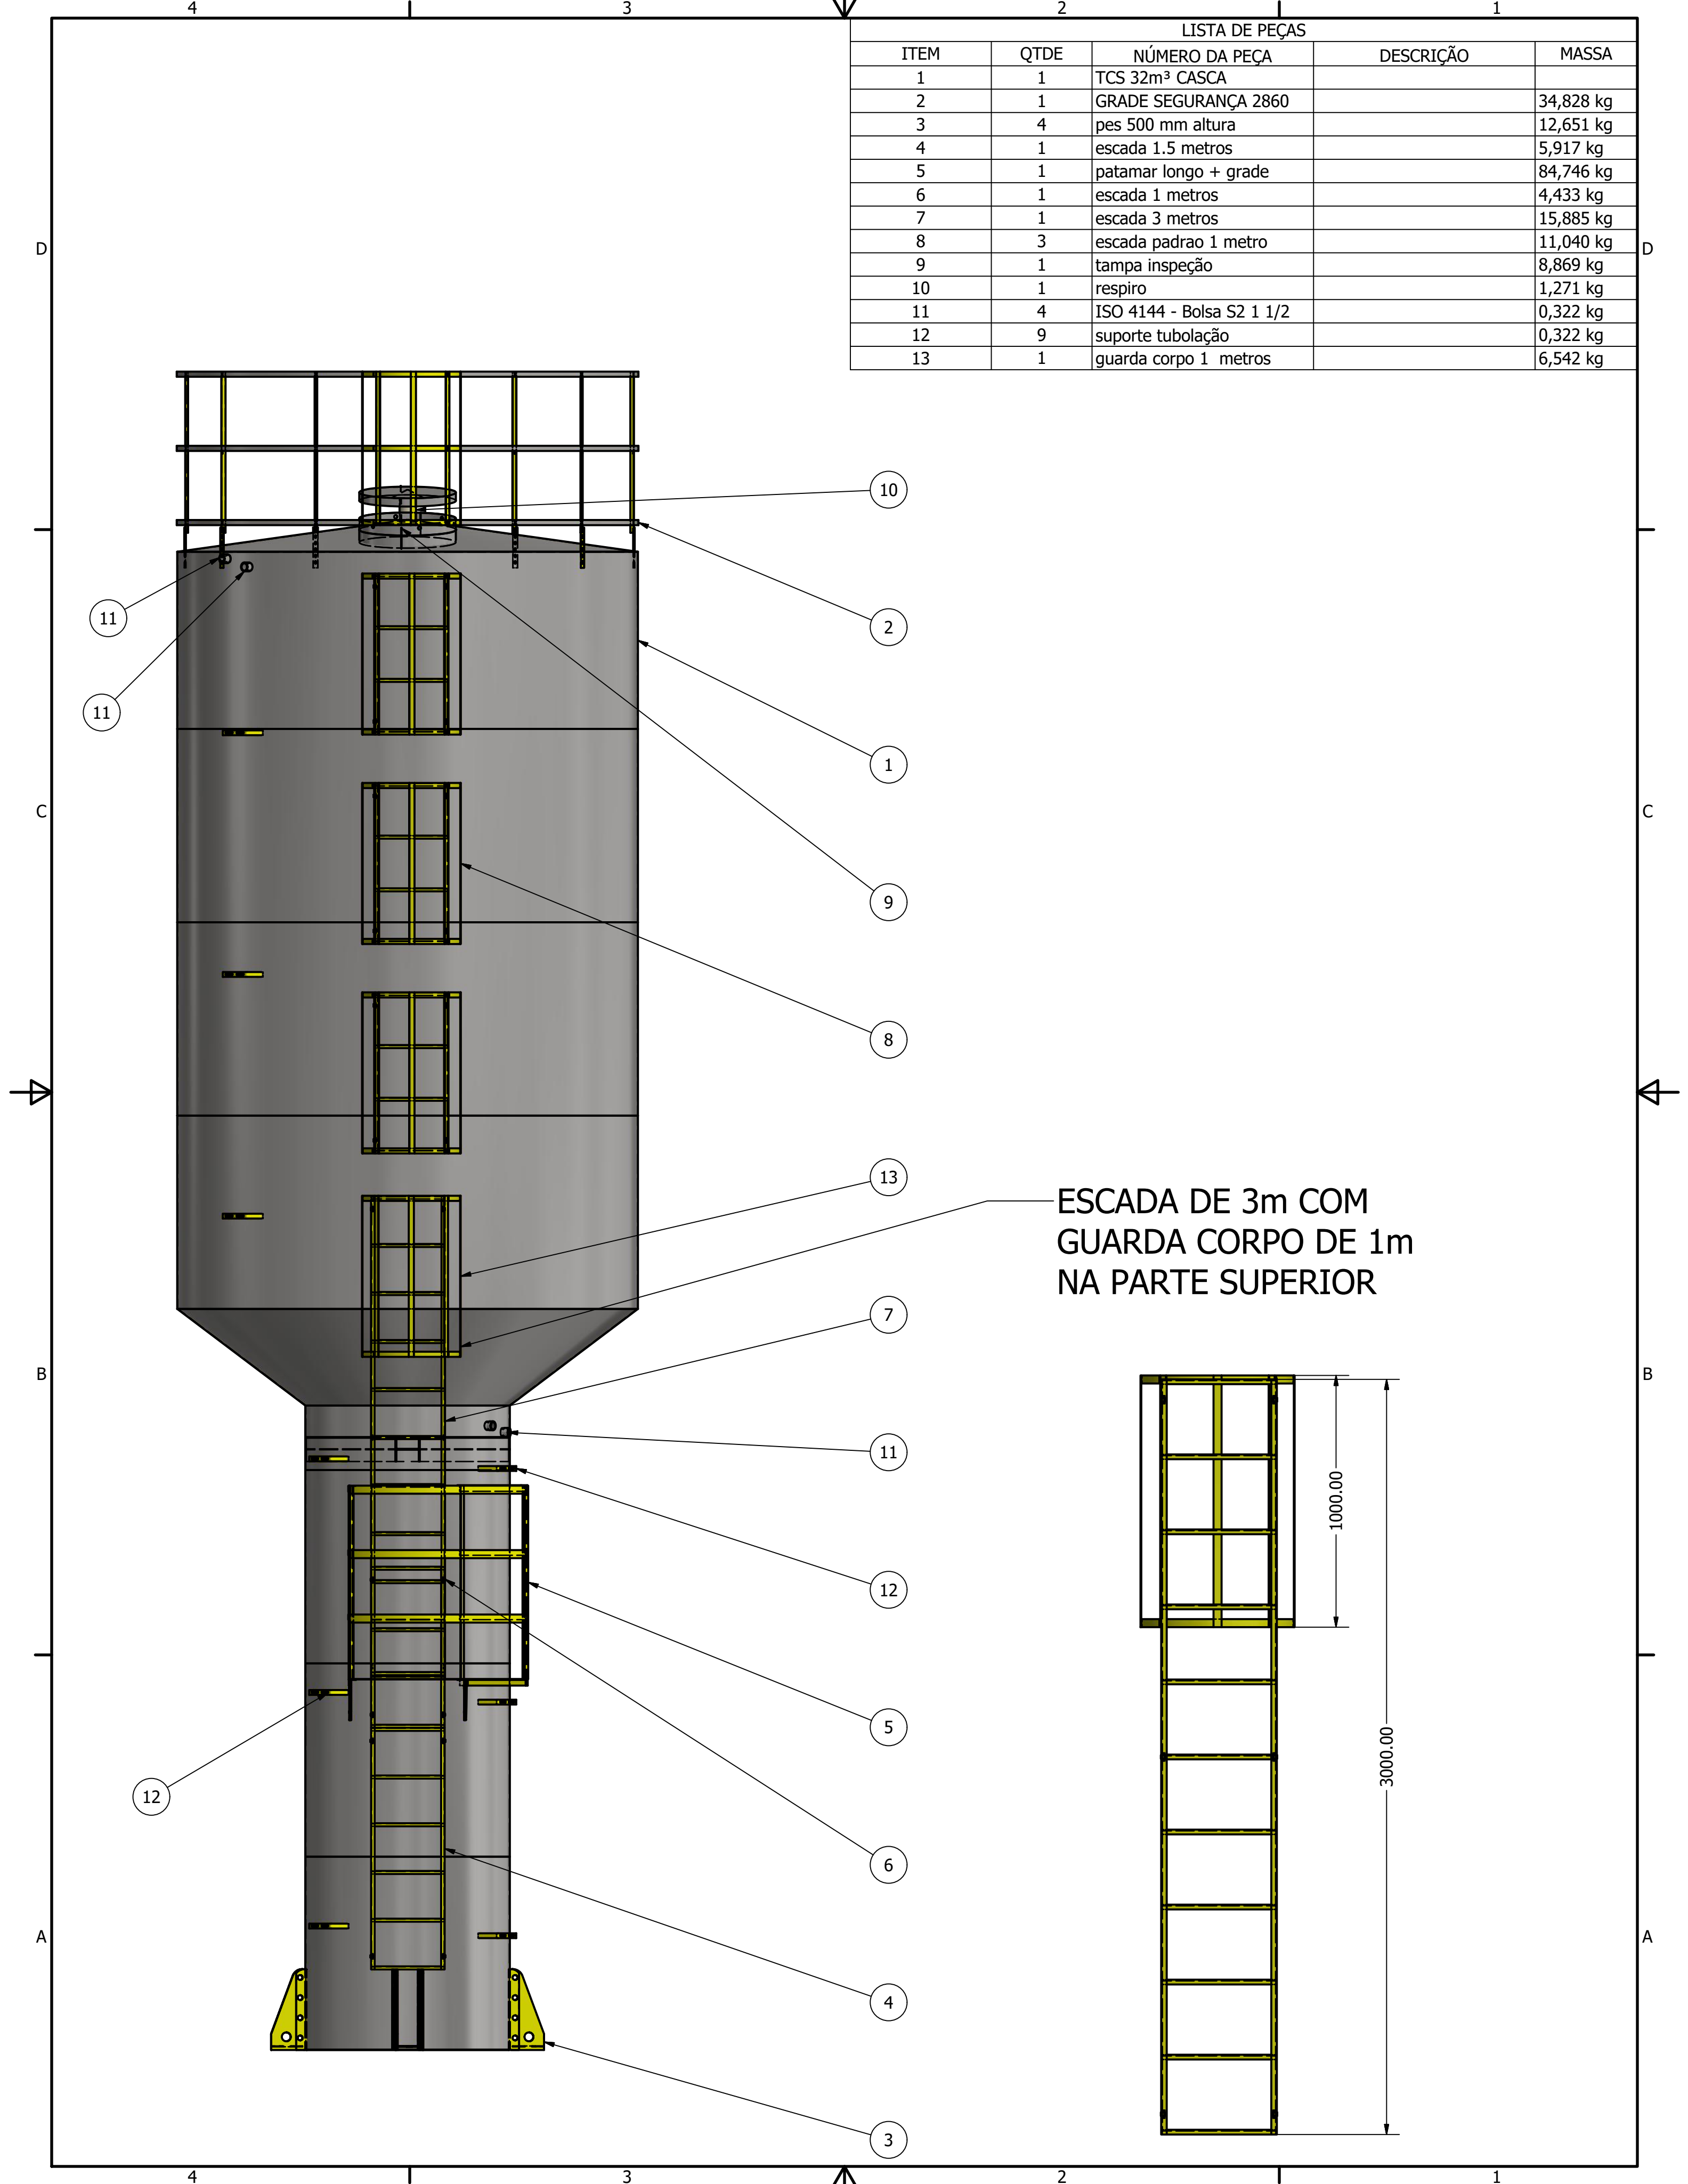 4 3 2 1
LISTA DE PEÇAS
ITEM QTDE NÚMERO DA PEÇA DESCRIÇÃO MASSA
1 1 TCS 32m³ CASCA
2 1 GRADE SEGURANÇA 2860 34,828 kg
3 4 pes 500 mm altura 12,651 kg
4 1 escada 1.5 metros 5,917 kg
5 1 patamar longo + grade 84,746 kg
6 1 escada 1 metros 4,433 kg
7 1 escada 3 metros 15,885 kg
8 3 escada padrao 1 metro 11,040 kg
9 1 tampa inspeção 8,869 kg
10 1 respiro 1,271 kg
11 4 ISO 4144 - Bolsa S2 1 1/2 0,322 kg
12 9 suporte tubolação 0,322 kg
13 1 guarda corpo 1 metros 6,542 kg
D D
10
11
2
11
1
C C
9
8
13
ESCADA DE 3m COM
GUARDA CORPO DE 1m
NA PARTE SUPERIOR
7
B B
11
1000.00
12
5
3000.00
12
6
A A
4
3
4 3 2 1